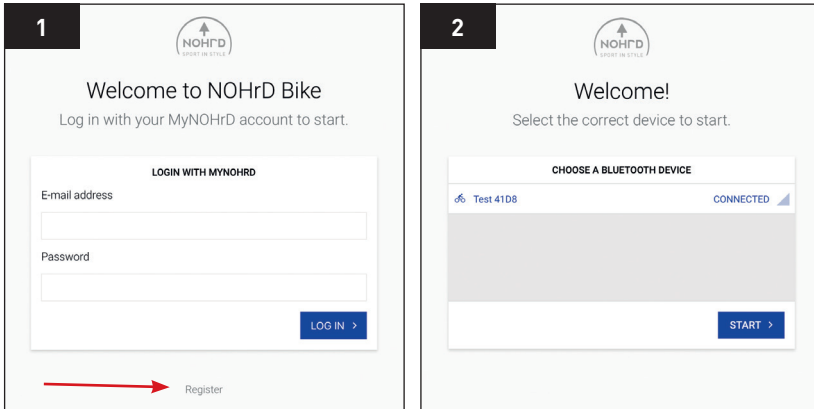 1
NOHrD
SPORT IN STYLE
Welcome to NOHrD Bike
Log in with your MyNOHrD account to start.
LOGIN WITH MYNOHRD
E-mail address
Password
LOG IN >
Register
2
NOHrD
SPORT IN STYLE
Welcome!
Select the correct device to start.
CHOOSE A BLUETOOTH DEVICE
Test 41D8 CONNECTED
START >